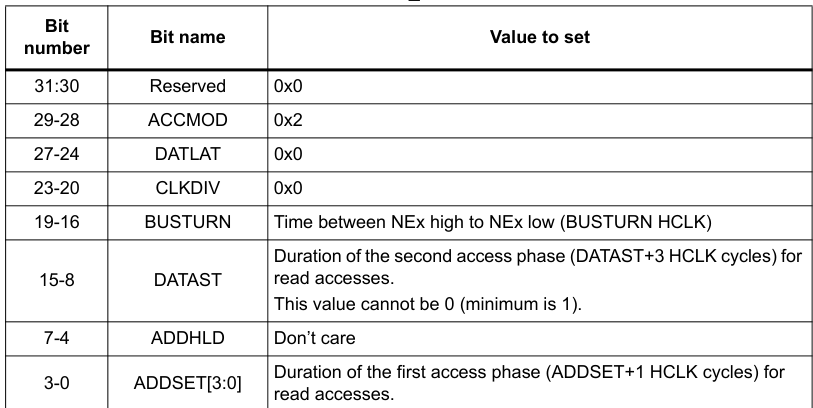 Bit number Bit name Value to set
31:30 Reserved 0x0
29-28 ACCMOD 0x2
27-24 DATLAT 0x0
23-20 CLKDIV 0x0
19-16 BUSTURN Time between NEx high to NEx low (BUSTURN HCLK)
15-8 DATAST Duration of the second access phase (DATAST+3 HCLK cycles) for
read accesses.
This value cannot be 0 (minimum is 1).
7-4 ADDHLD Don't care
3-0 ADDSET[3:0] Duration of the first access phase (ADDSET+1 HCLK cycles) for
read accesses.